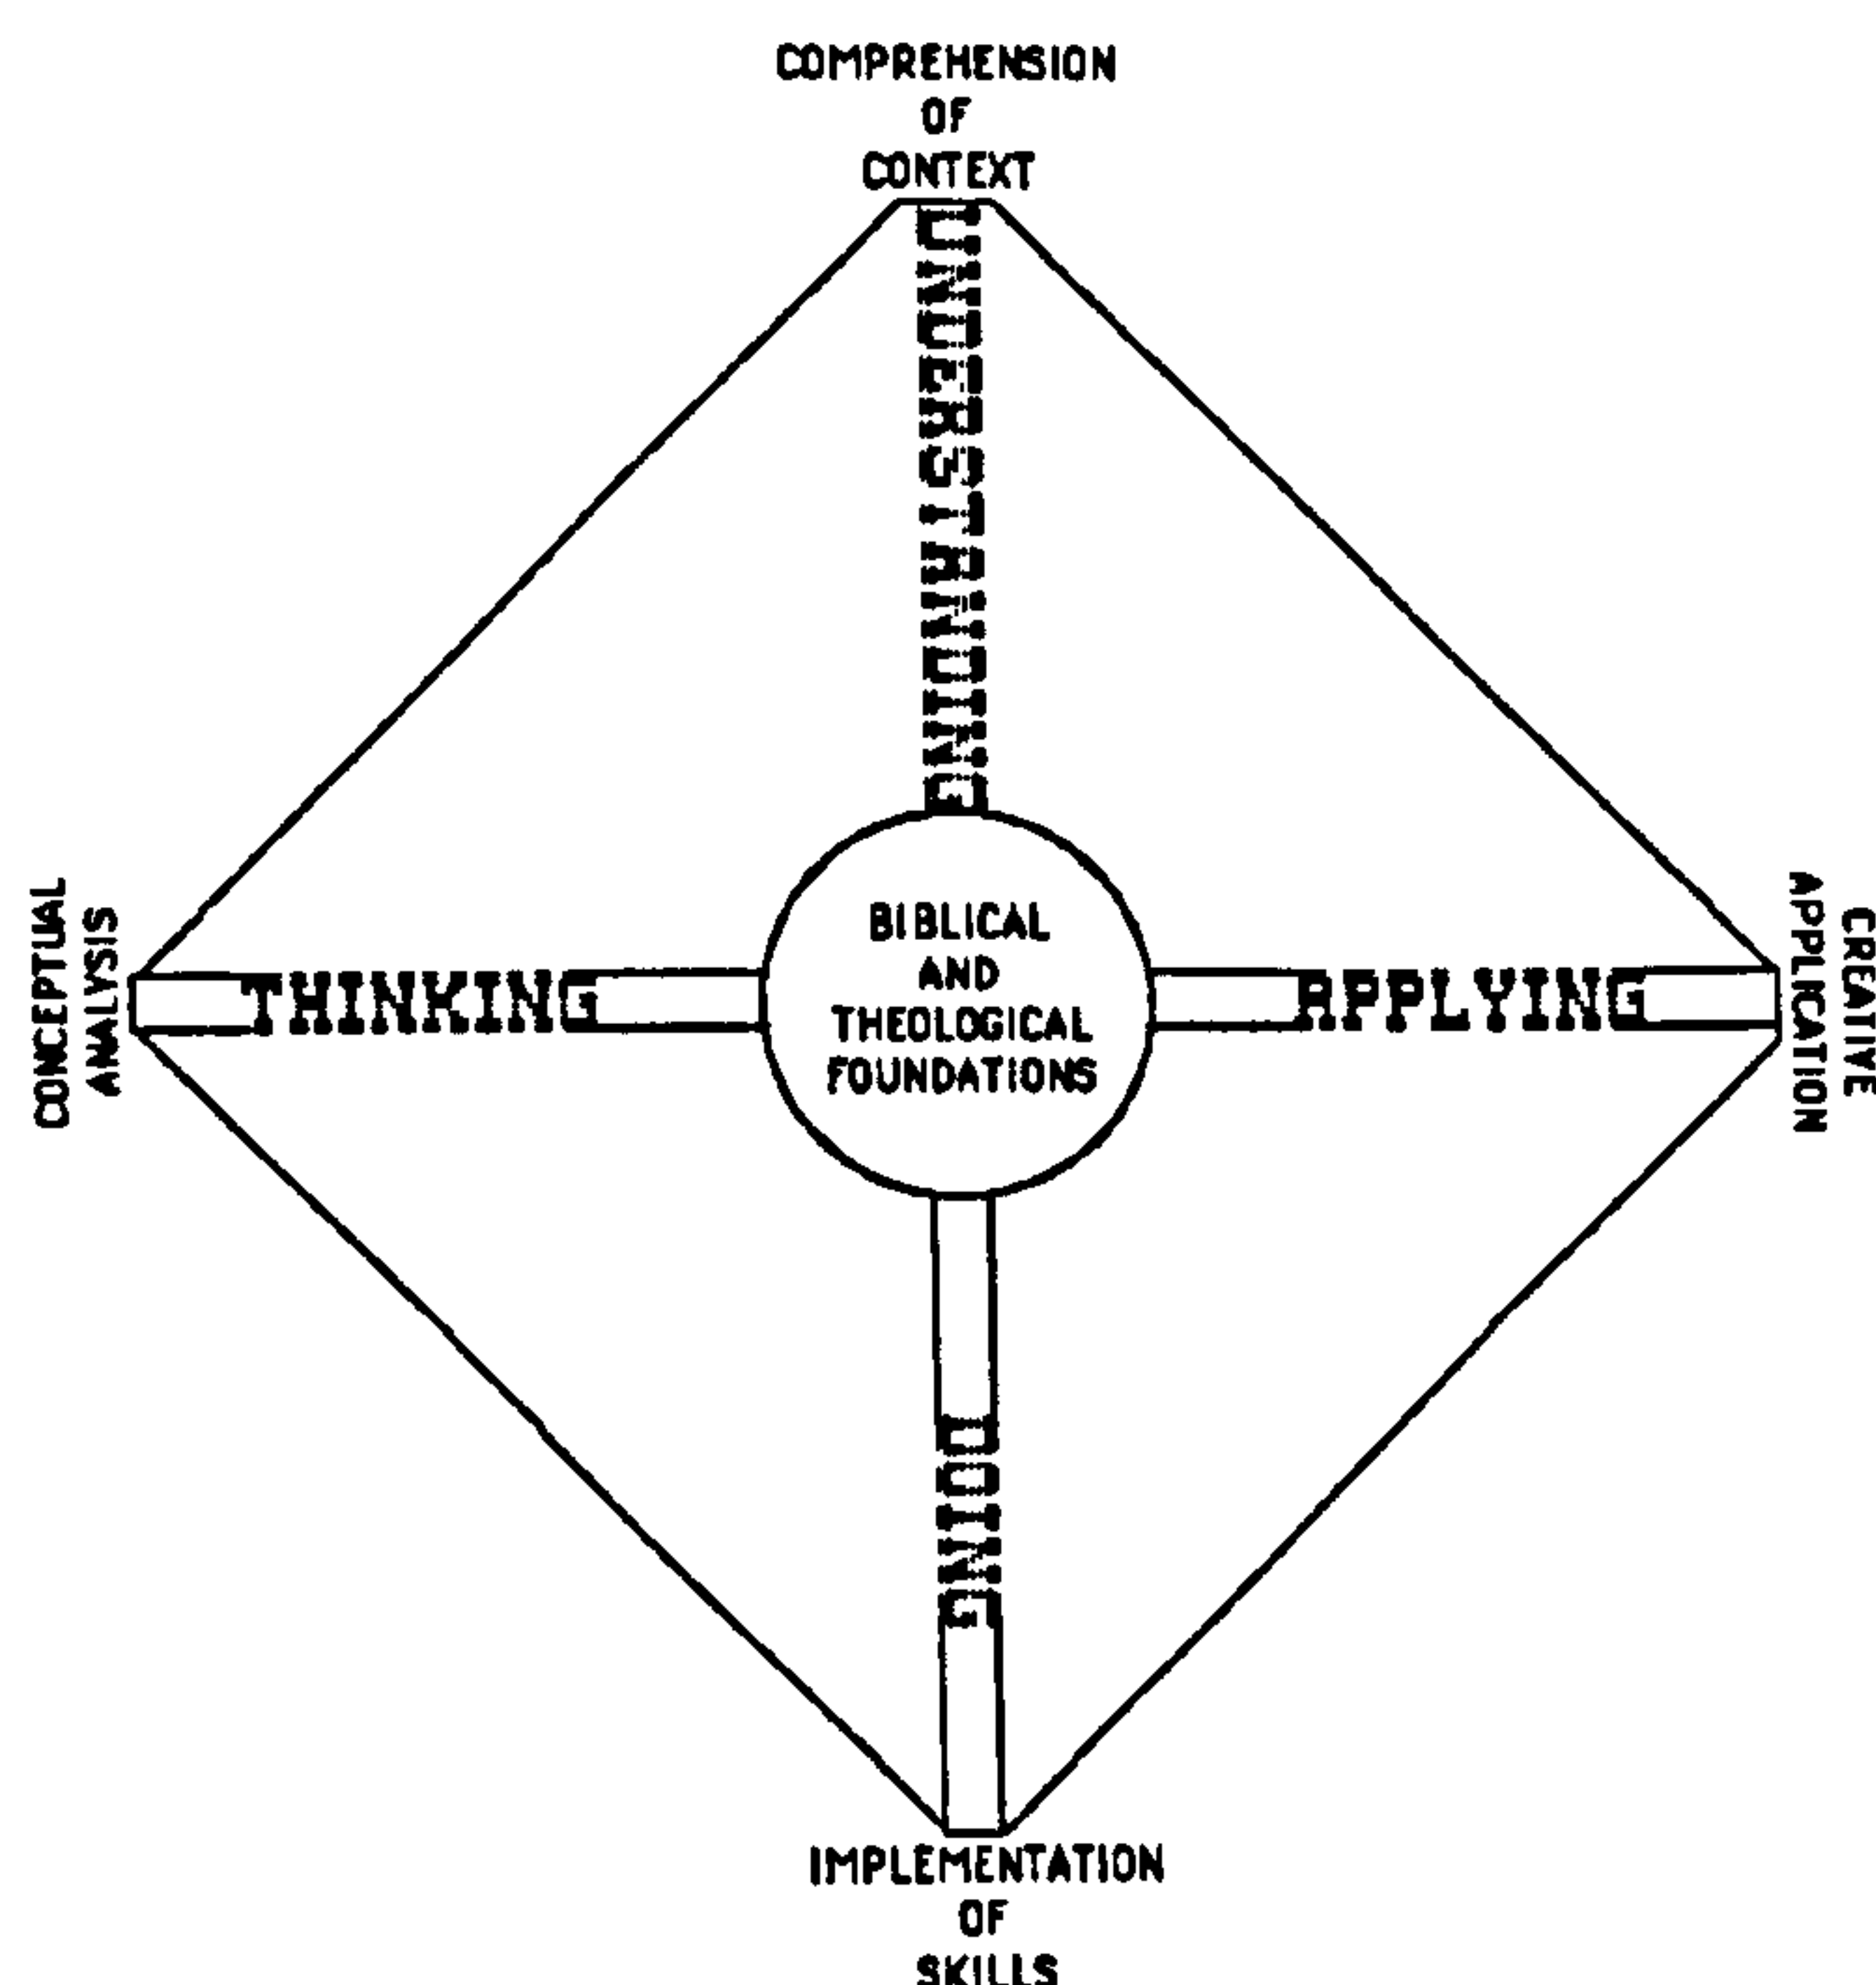 COMPREHENSION
OF
CONTEXT
UNDERSTANDING
CONCEPTUAL
ANALYSIS
THINKING
BIBLICAL
AND
THEOLOGICAL
FOUNDATIONS
APPLYING
CREATIVE
APPLICATION
DOING
IMPLEMENTATION
OF
SKILLS